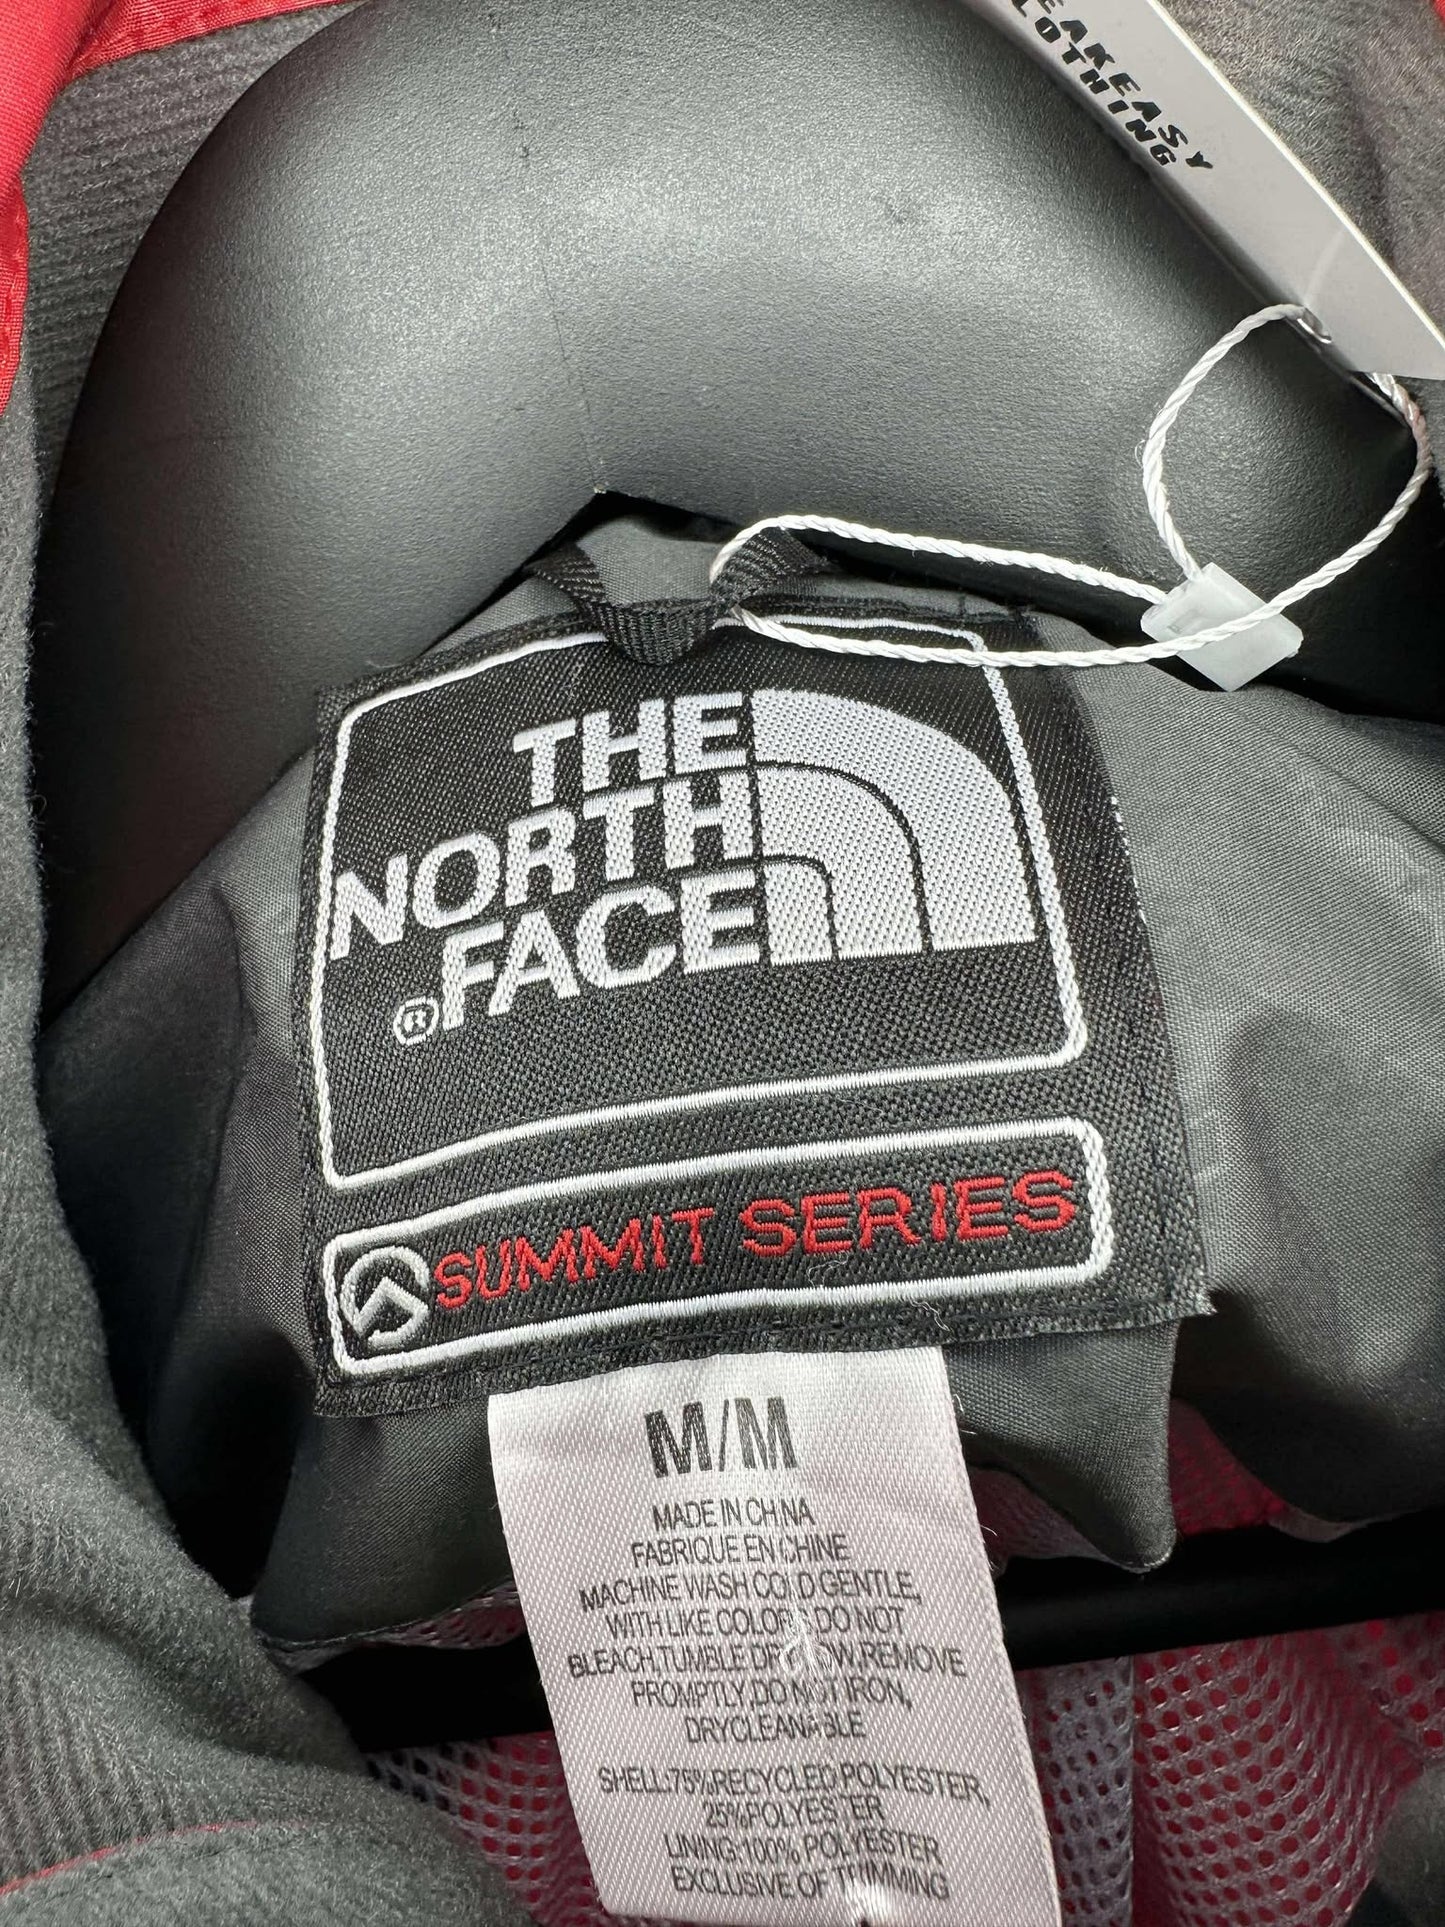 CLOTHING
THE
NORTH
FACE
®
SUMMIT SERIES
M/M
MADE IN CHINA
FABRIQUE EN CHINE
MACHINE WASH COLD GENTLE,
WITH LIKE COLORS DO NOT
BLEACH.TUMBLE DRY LOW.REMOVE
PROMPTLY,DO NOT IRON,
DRYCLEANABLE
SHELL:75%RECYCLED POLYESTER,
25%POLYESTER
LINING:100% POLYESTER
EXCLUSIVE OF TRIMMING